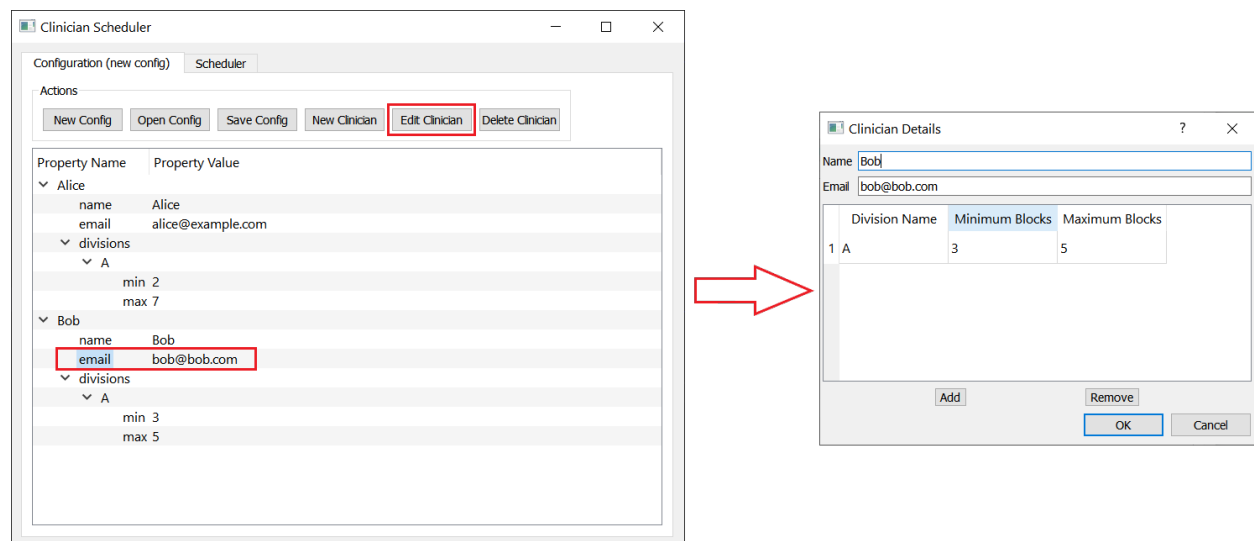 Clinician Scheduler
Configuration (new config) Scheduler
Actions
New Config Open Config Save Config New Clinician Edit Clinician Delete Clinician
Property Name Property Value
Alice
name Alice
email alice@example.com
divisions
A
min 2
max 7
Bob
name Bob
email bob@bob.com
divisions
A
min 3
max 5
Clinician Details ?
Name Bob
Email bob@bob.com
Division Name Minimum Blocks Maximum Blocks
1 A 3 5
Add Remove
OK Cancel